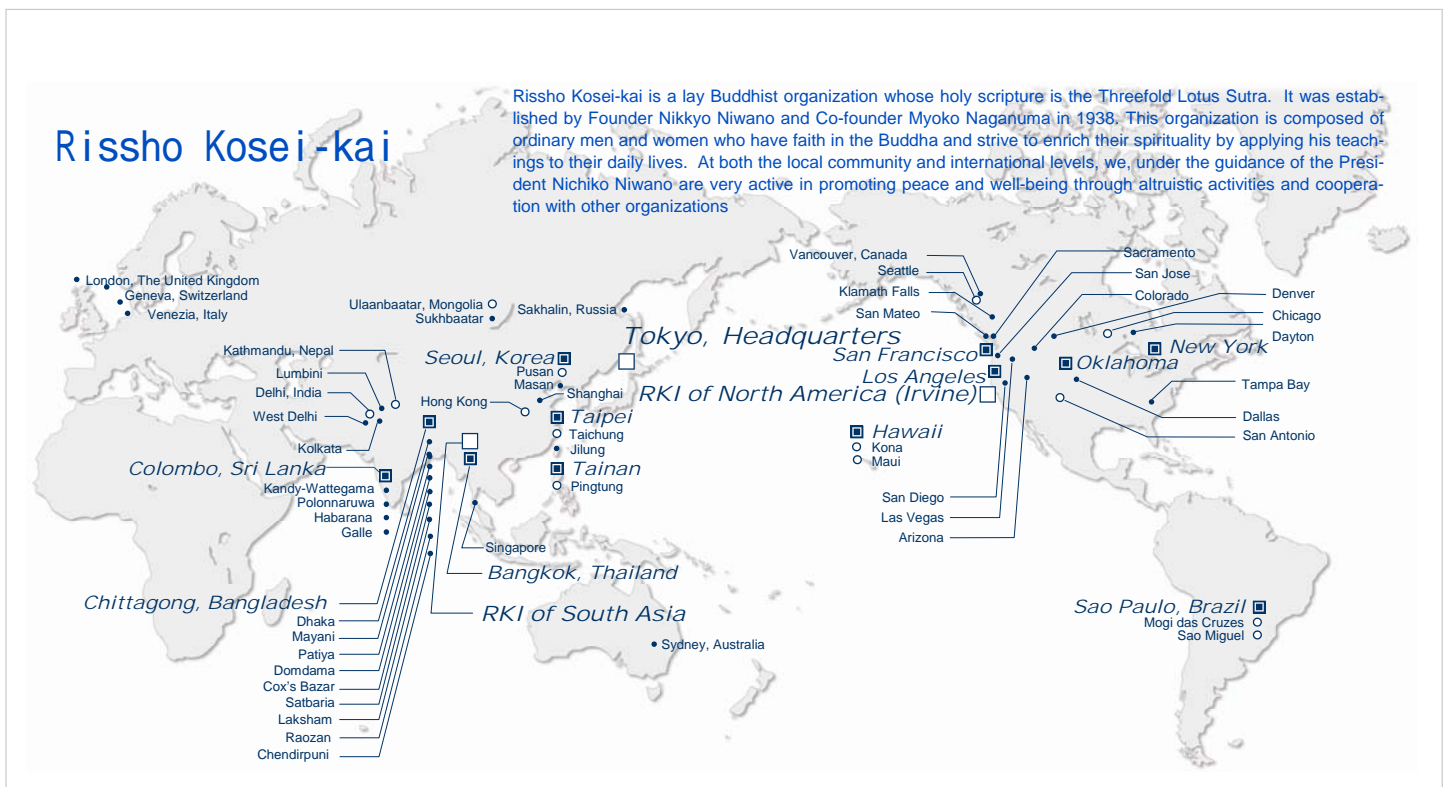 Rissho Kosei-kai
Rissho Kosei-kai is a lay Buddhist organization whose holy scripture is the Threefold Lotus Sutra.  It was estab-
lished by Founder Nikkyo Niwano and Co-founder Myoko Naganuma in 1938. This organization is composed of
ordinary men and women who have faith in the Buddha and strive to enrich their spirituality by applying his teach-
ings to their daily lives.  At both the local community and international levels, we, under the guidance of the Presi-
dent Nichiko Niwano are very active in promoting peace and well-being through altruistic activities and coopera-
tion with other organizations
London, The United Kingdom
Geneva, Switzerland
Venezia, Italy
Ulaanbaatar, Mongolia
Sukhbaatar
Sakhalin, Russia
Tokyo, Headquarters
Seoul, Korea
Pusan
Masan
Shanghai
Hong Kong
Kathmandu, Nepal
Lumbini
Delhi, India
West Delhi
Kolkata
Colombo, Sri Lanka
Kandy-Wattegama
Polonnaruwa
Habarana
Galle
Taipei
Taichung
Jilung
Tainan
Pingtung
Singapore
Bangkok, Thailand
RKI of South Asia
Chittagong, Bangladesh
Dhaka
Mayani
Patiya
Domdama
Cox's Bazar
Satbaria
Laksham
Raozan
Chendirpuni
Sydney, Australia
Vancouver, Canada
Seattle
Klamath Falls
San Mateo
San Francisco
Los Angeles
RKI of North America (Irvine)
Hawaii
Kona
Maui
San Diego
Las Vegas
Arizona
Sacramento
San Jose
Colorado
Denver
Chicago
Dayton
New York
Oklahoma
Tampa Bay
Dallas
San Antonio
Sao Paulo, Brazil
Mogi das Cruzes
Sao Miguel